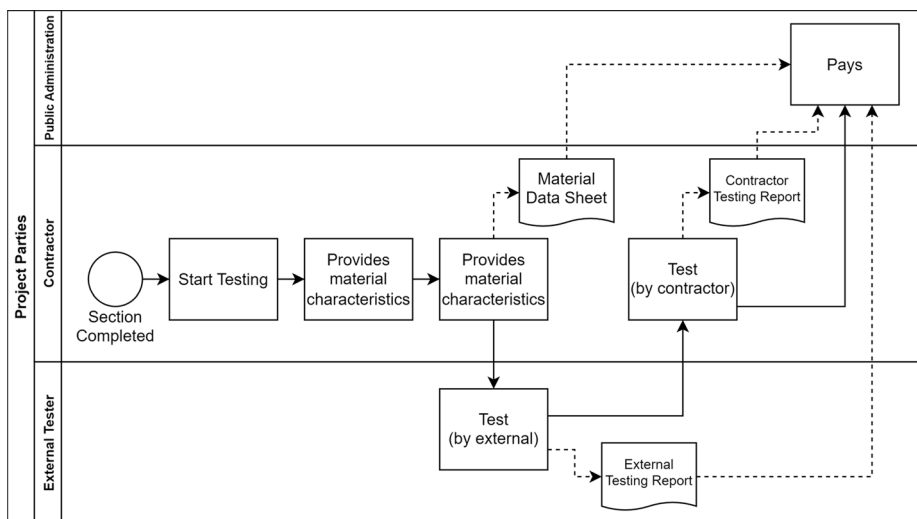 Project Parties
Public Administration
Pays
Contractor
Section
Completed
Start Testing
Provides
material
characteristics
Provides
material
characteristics
Material
Data Sheet
Test
(by contractor)
Contractor
Testing Report
External Tester
Test
(by external)
External
Testing Report